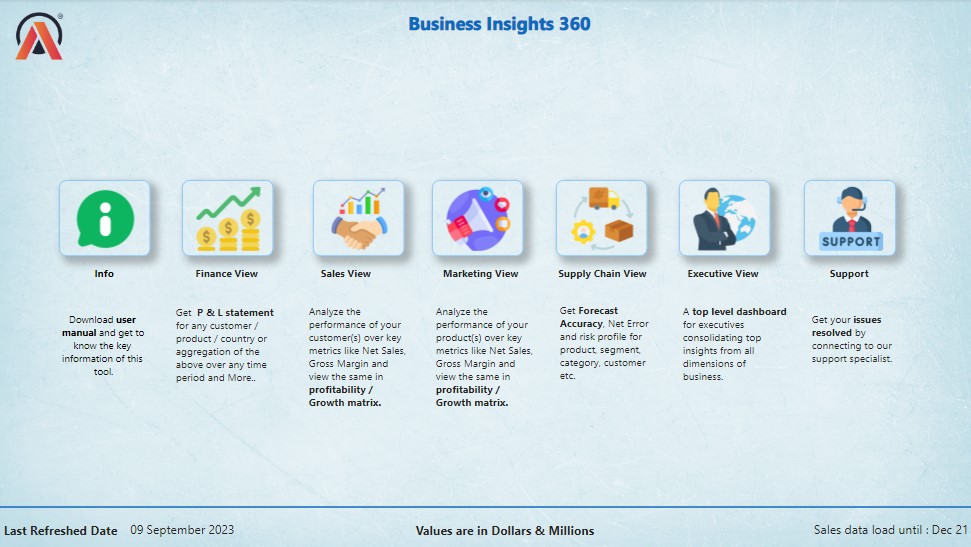 Business Insights 360
®
$
$
$
SUPPORT
Info
Finance View
Sales View
Marketing View
Supply Chain View
Executive View
Support
Download user
manual and get to
know the key
information of this
tool.
Get P & L statement
for any customer /
product / country or
aggregation of the
above over any time
period and More..
Analyze the
performance of your
customer(s) over key
metrics like Net Sales,
Gross Margin and
view the same in
profitability /
Growth matrix.
Analyze the
performance of your
product(s) over key
metrics like Net Sales,
Gross Margin and
view the same in
profitability /
Growth matrix.
Get Forecast
Accuracy, Net Error
and risk profile for
product, segment,
category, customer
etc.
A top level dashboard
for executives
consolidating top
insights from all
dimensions of
business.
Get your issues
resolved by
connecting to our
support specialist.
Last Refreshed Date 09 September 2023
Values are in Dollars & Millions
Sales data load until : Dec 21